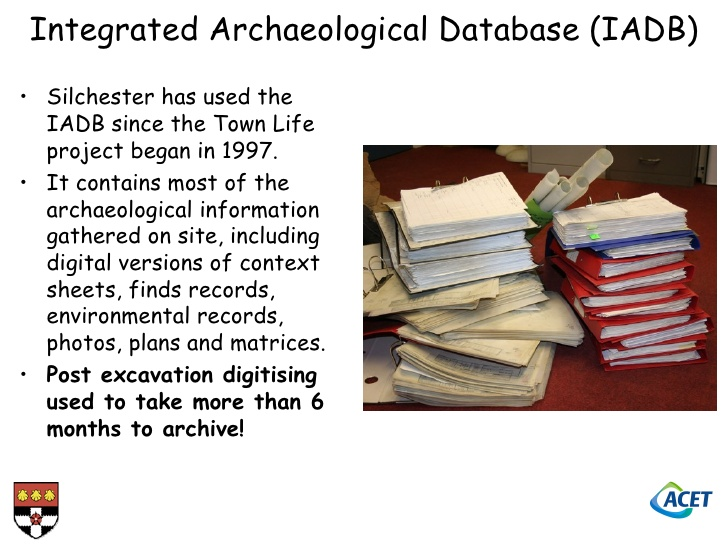 Integrated Archaeological Database (IADB)
• Silchester has used the
IADB since the Town Life
project began in 1997.
• It contains most of the
archaeological information
gathered on site, including
digital versions of context
sheets, finds records,
environmental records,
photos, plans and matrices.
• Post excavation digitising
used to take more than 6
months to archive!
ACET